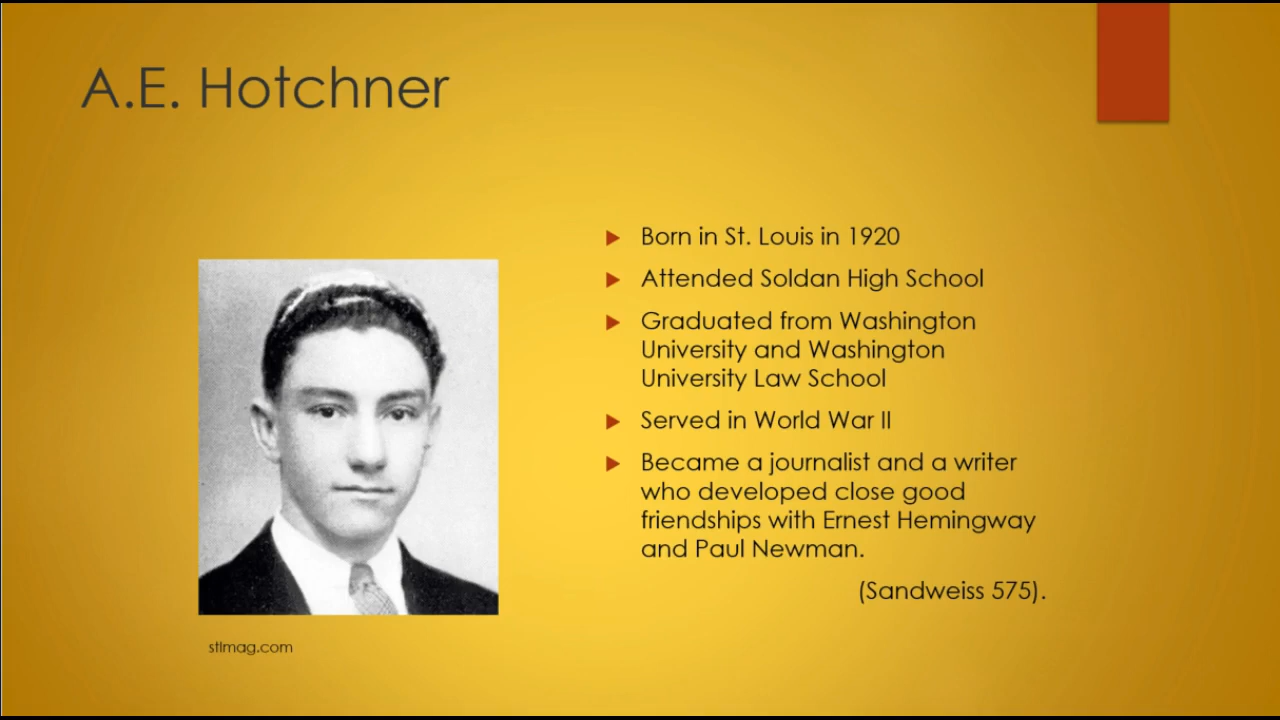 A.E. Hotchner
Born in St. Louis in 1920
Attended Soldan High School
Graduated from Washington
University and Washington
University Law School
Served in World War II
Became a journalist and a writer
who developed close good
friendships with Ernest Hemingway
and Paul Newman.
(Sandweiss 575).
stlmag.com